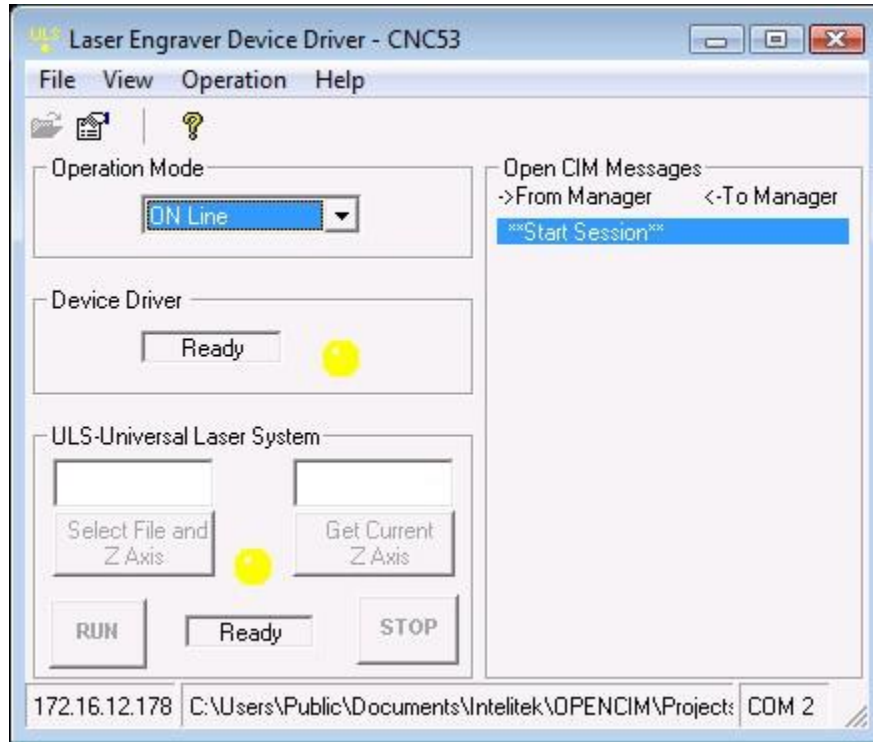 ULS Laser Engraver Device Driver - CNC53
File View Operation Help
Operation Mode
ON Line
Device Driver
Ready
ULS-Universal Laser System
Select File and
Z Axis
Get Current
Z Axis
RUN
Ready
STOP
Open CIM Messages
->From Manager <-To Manager
**Start Session**
172.16.12.178 C:\Users\Public\Documents\Intelitek\OPENCIM\Projects COM 2